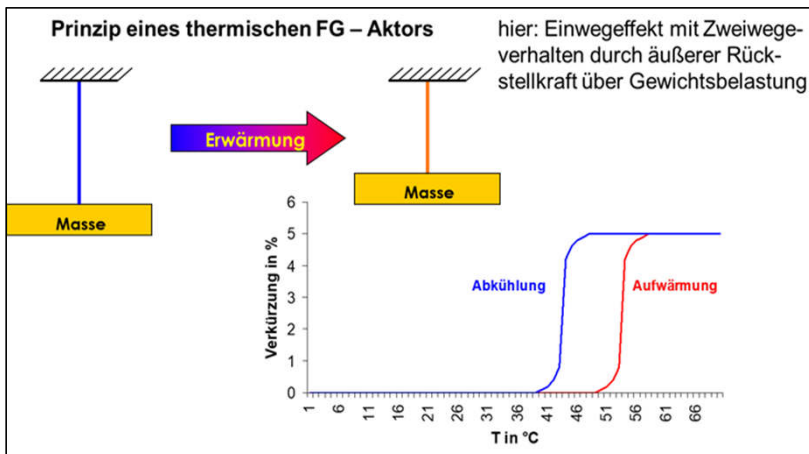 Prinzip eines thermischen FG – Aktors
hier: Einwegeffekt mit Zweiwege-
verhalten durch äußerer Rück-
stellkraft über Gewichtsbelastung
Erwärmung
Masse
Masse
Verkürzung in %
6
5
4
3
2
1
0
Abkühlung
Aufwärmung
1 6 11 16 21 26 31 36 41 46 51 56 61 66
T in °C